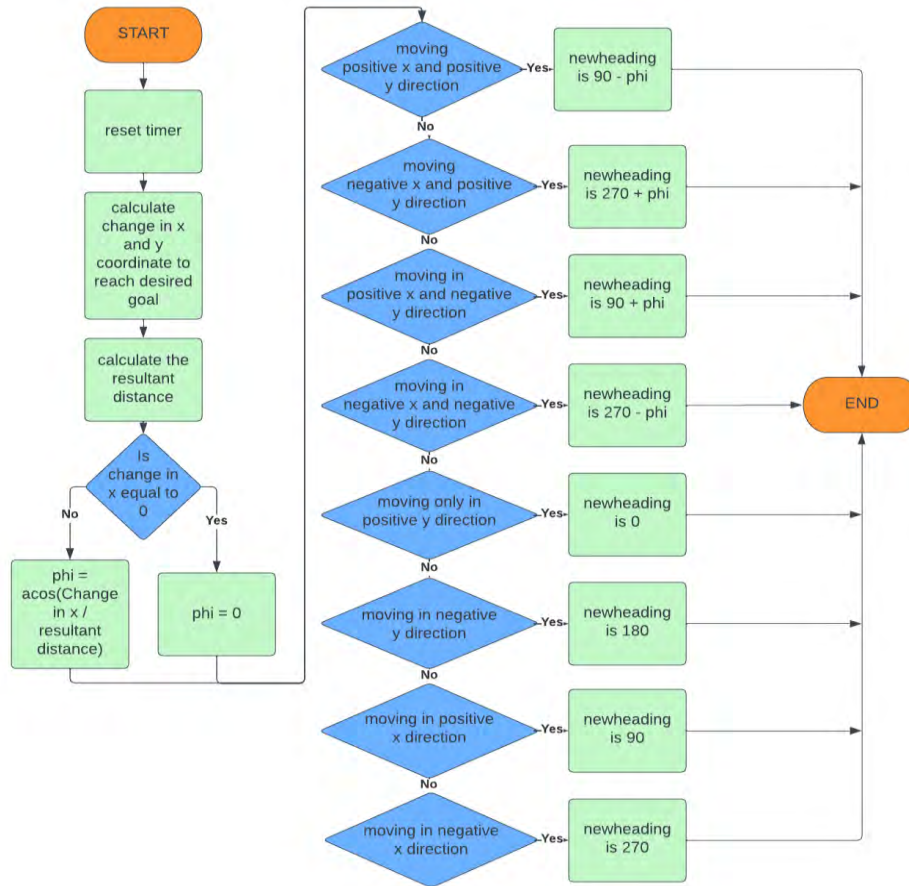 START
reset timer
calculate
change in x
and y
coordinate to
reach desired
goal
calculate the
resultant
distance
Is
change in
x equal to
0
No
Yes
phi =
acos(Change
in x /
resultant
distance)
phi = 0
moving
positive x and positive
y direction
Yes
newheading
is 90 - phi
No
moving
negative x and positive
y direction
Yes
newheading
is 270 + phi
No
moving in
positive x and negative
y direction
Yes
newheading
is 90 + phi
No
moving in
negative x and negative
y direction
Yes
newheading
is 270 - phi
END
No
moving only in
positive y direction
Yes
newheading
is 0
No
moving in negative
y direction
Yes
newheading
is 180
No
moving in positive
x direction
Yes
newheading
is 90
No
moving in negative
x direction
Yes
newheading
is 270